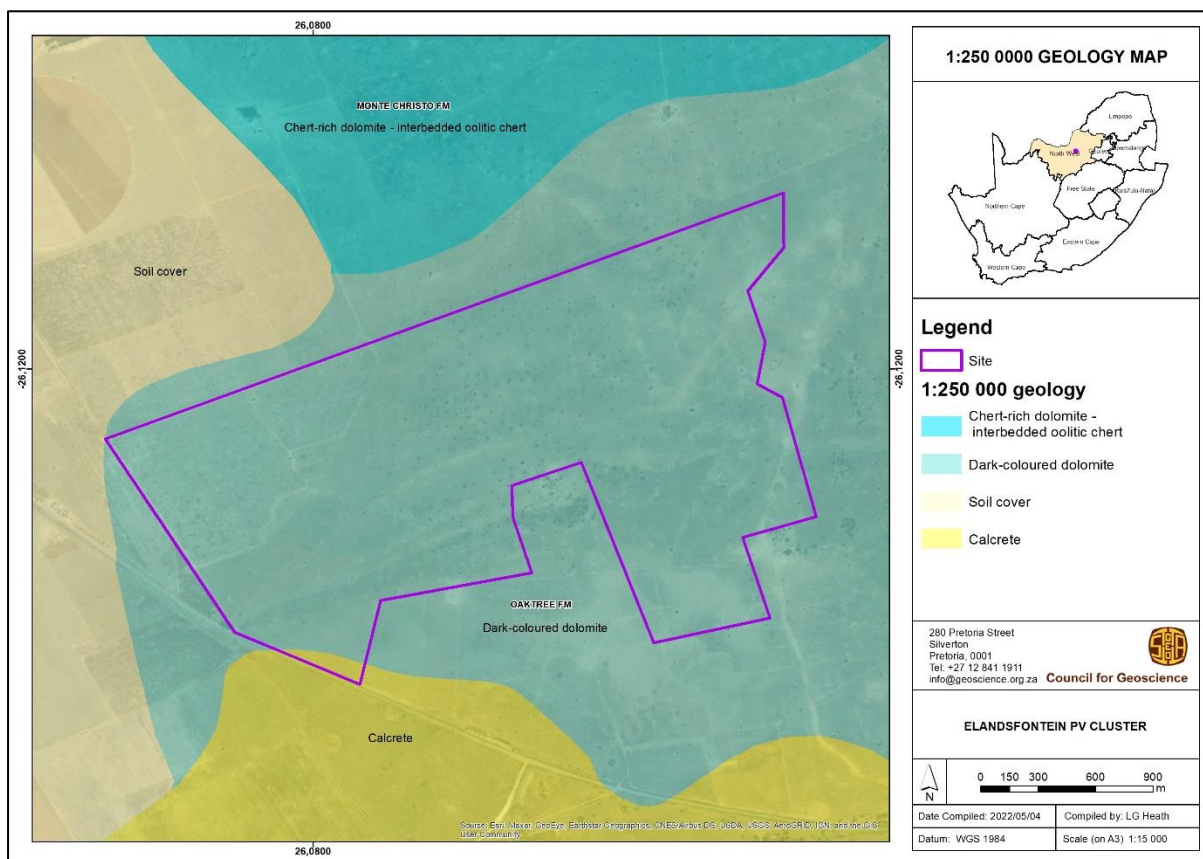 26,0800
-26,1200
MONTE CHRISTO FM
Chert-rich dolomite - interbedded oolitic chert
Soil cover
OAKTREE FM
Dark-coloured dolomite
Calcrete
-26,1200
Source: Esri, Maxar, GeoEye, Earthstar Geographics, CNES/Airbus DS, USDA, USGS, AeroGRID, IGN, and the GIS
User Community
26,0800
1:250 0000 GEOLOGY MAP
Limpopo
North West
Free State
Northern Cape
Eastern Cape
Western Cape
Legend
Site
1:250 000 geology
Chert-rich dolomite -
interbedded oolitic chert
Dark-coloured dolomite
Soil cover
Calcrete
280 Pretoria Street
Silverton
Pretoria, 0001
Tel: +27 12 841 1911
info@geoscience.org.za
Council for Geoscience
ELANDSFONTEIN PV CLUSTER
N
0 150 300 600 900
m
Date Compiled: 2022/05/04
Compiled by: LG Heath
Datum: WGS 1984
Scale (on A3) 1:15 000